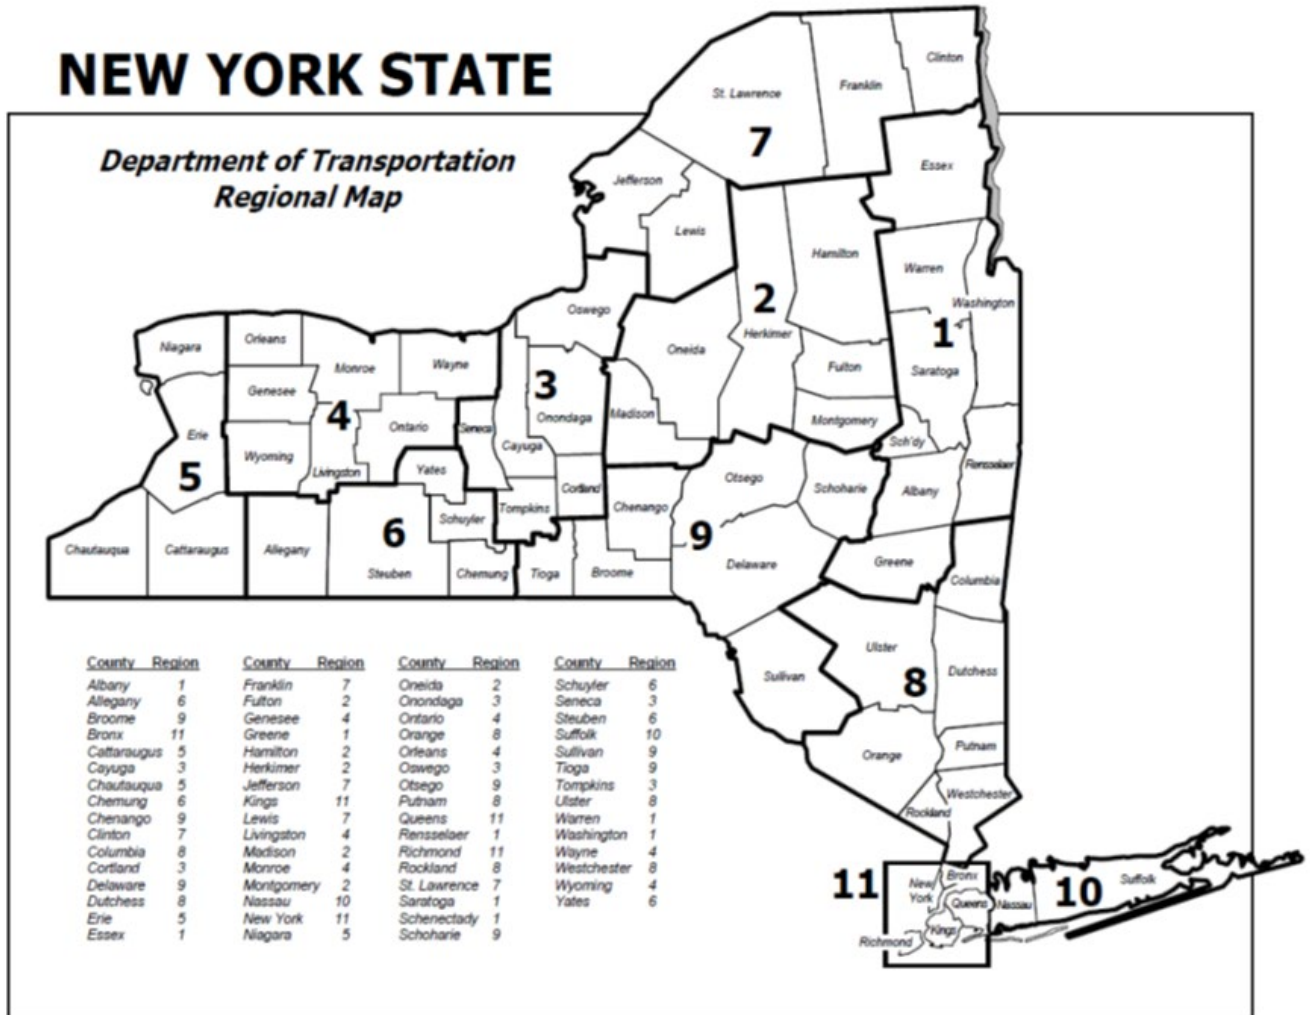 NEW YORK STATE
Department of Transportation
Regional Map
Clinton
Franklin
St. Lawrence
7
Essex
Jefferson
Lewis
Hamilton
Warren
2
Washington
Oswego
Herkimer
1
Orleans
Niagara
Oneida
Monroe
Wayne
Fulton
Saratoga
Genesee
3
4
Madison
Onondaga
Montgomery
Ontario
Seneca
Erie
Cayuga
Sch'dy
Wyoming
Livingston
Yates
Rensselaer
5
Otsego
Schoharie
Albany
Cortland
Tompkins
Chenango
Schuyler
6
9
Chautauqua
Cattaraugus
Allegany
Steuben
Chemung
Tioga
Broome
Delaware
Greene
Columbia
Ulster
Sullivan
8
Dutchess
Orange
Putnam
Westchester
Rockland
11
New York
Bronx
Queens
Nassau
10
Suffolk
Kings
Richmond
County Region County Region County Region County Region
Albany 1 Franklin 7 Oneida 2 Schuyler 6
Allegany 6 Fulton 2 Onondaga 3 Seneca 3
Broome 9 Genesee 4 Ontario 4 Steuben 6
Bronx 11 Greene 1 Orange 8 Suffolk 10
Cattaraugus 5 Hamilton 2 Orleans 4 Sullivan 9
Cayuga 3 Herkimer 2 Oswego 3 Tioga 9
Chautauqua 5 Jefferson 7 Otsego 9 Tompkins 3
Chemung 6 Kings 11 Putnam 8 Ulster 8
Chenango 9 Lewis 7 Queens 11 Warren 1
Clinton 7 Livingston 4 Rensselaer 1 Washington 1
Columbia 8 Madison 2 Richmond 11 Wayne 4
Cortland 3 Monroe 4 Rockland 8 Westchester 8
Delaware 9 Montgomery 2 St. Lawrence 7 Wyoming 4
Dutchess 8 Nassau 10 Saratoga 1 Yates 6
Erie 5 New York 11 Schenectady 1
Essex 1 Niagara 5 Schoharie 9